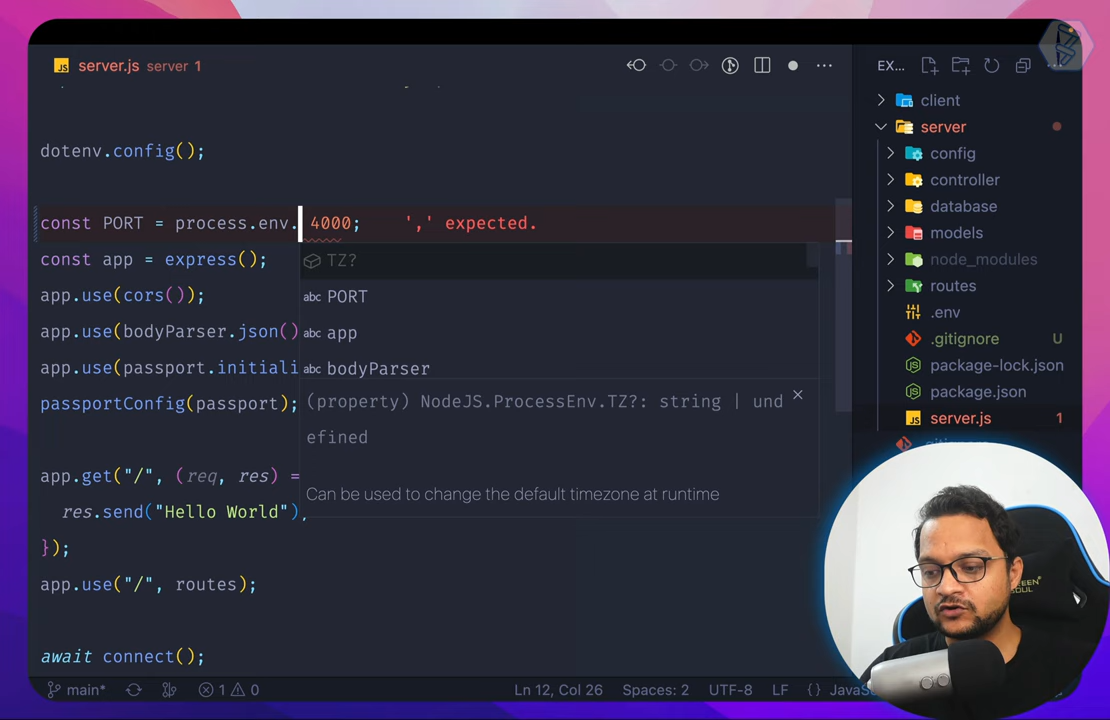 JS server.js server 1
EX...
dotenv.config();
const PORT = process.env. 4000; ',' expected.
const app = express();
app.use(cors());
app.use(bodyParser.json()
app.use(passport.initiali
passportConfig(passport);
app.get("/", (req, res) =
res.send("Hello World"),
});
app.use("/", routes);
await connect();
TZ?
abc PORT
abc app
abc bodyParser
(property) NodeJS.ProcessEnv.TZ?: string | und
efined
Can be used to change the default timezone at runtime
client
server
config
controller
database
models
node_modules
routes
.env
.gitignore U
package-lock.json
package.json
JS server.js 1
main* 1 0 Ln 12, Col 26 Spaces: 2 UTF-8 LF {}